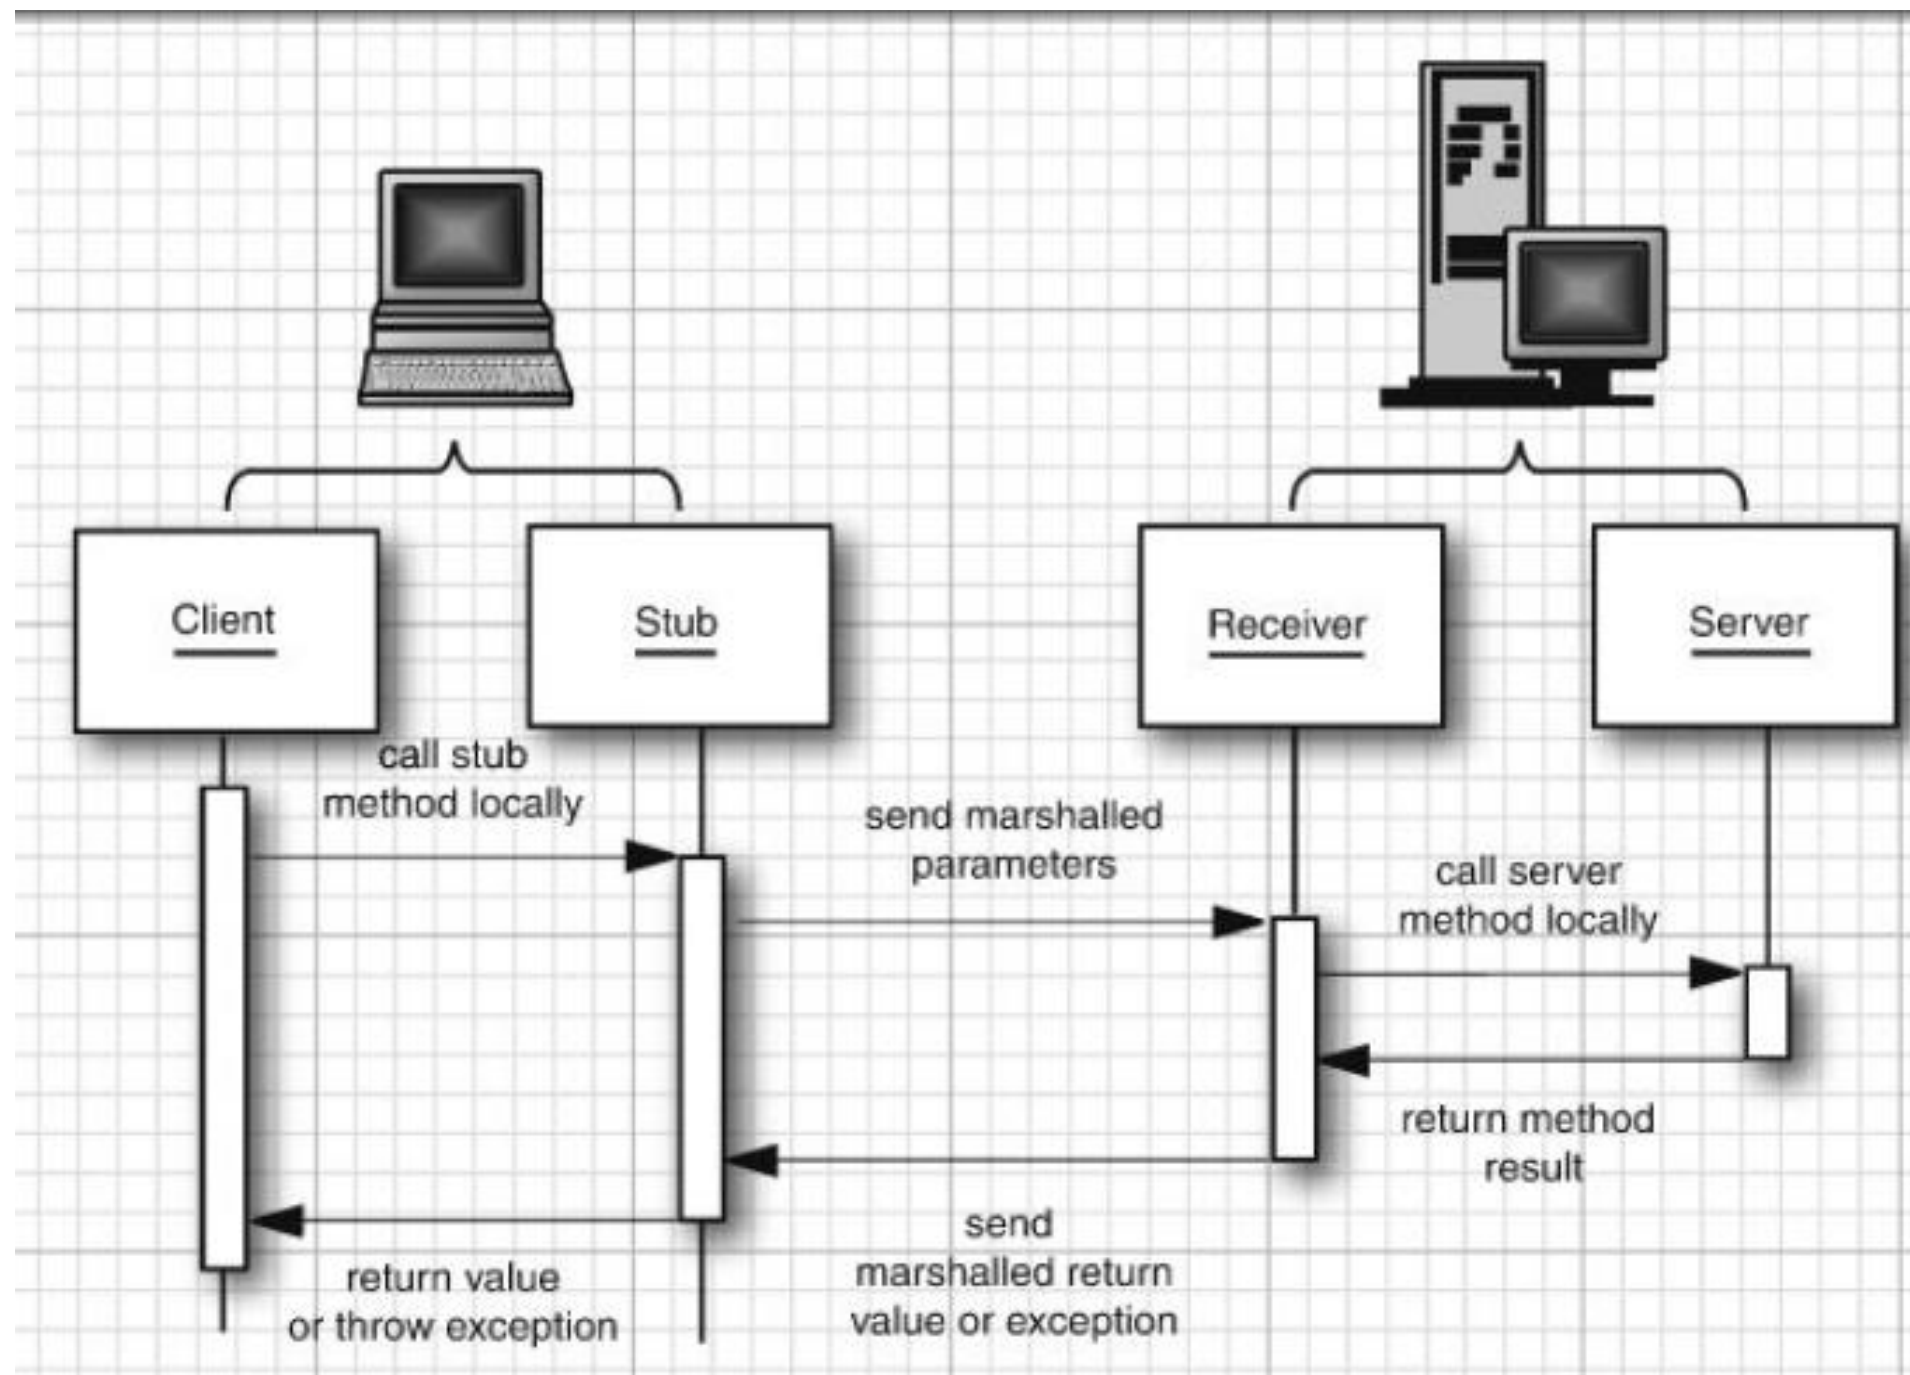 Client
Stub
Receiver
Server
call stub
method locally
send marshalled
parameters
call server
method locally
return method
result
send
marshalled return
value or exception
return value
or throw exception